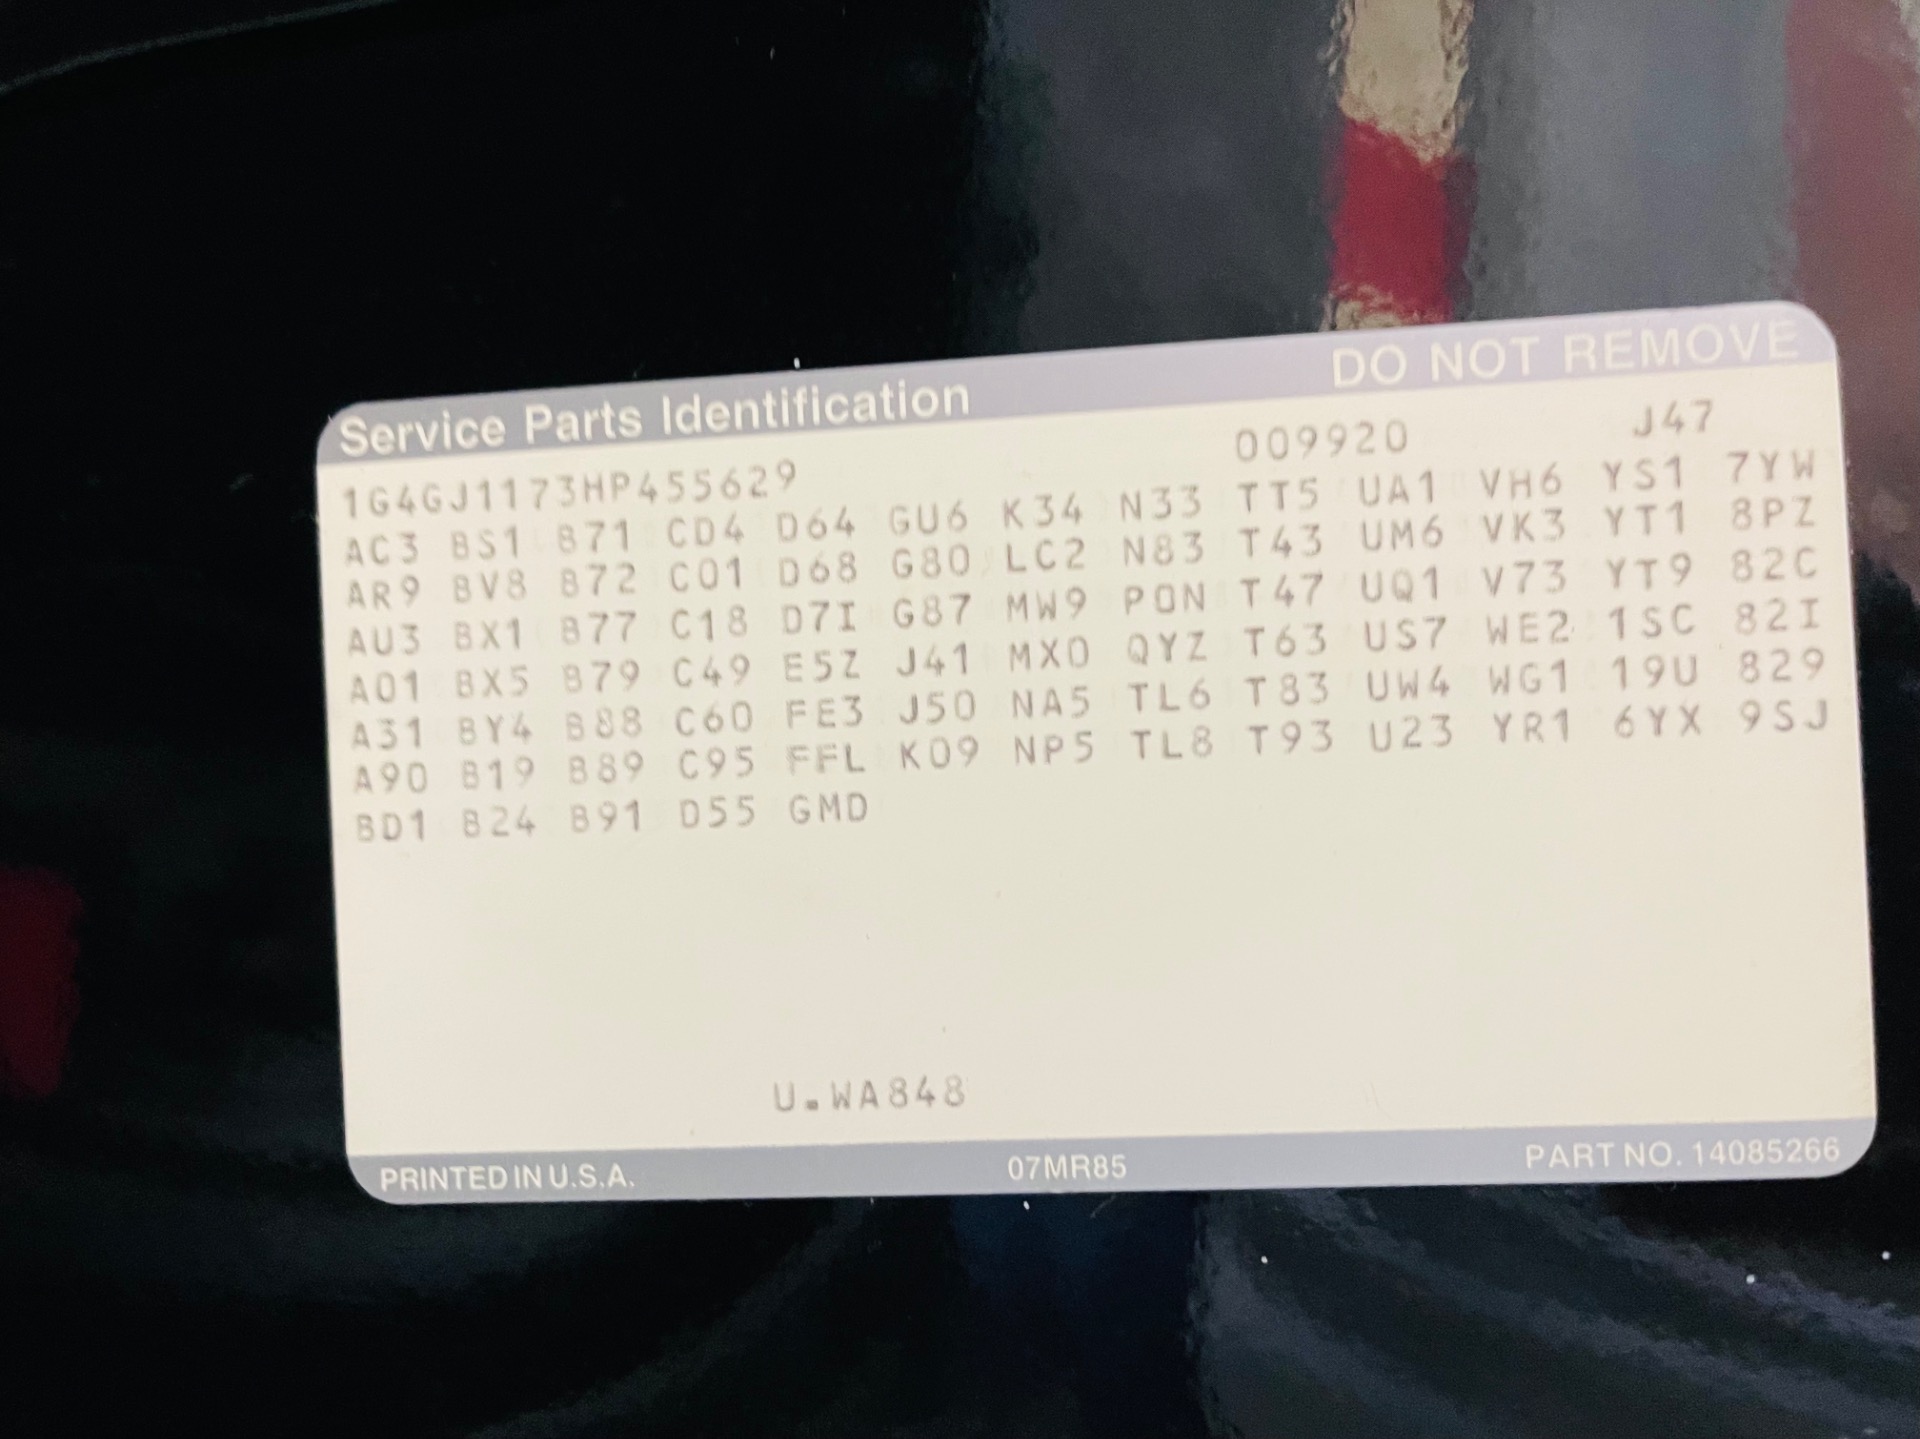 Service Parts Identification DO NOT REMOVE
1G4GJ1173HP455629 009920 J47
AC3 BS1 B71 CD4 D64 GU6 K34 N33 TT5 UA1 VH6 YS1 7YW
AR9 BV8 B72 C01 D68 G80 LC2 N83 T43 UM6 VK3 YT1 8PZ
AU3 BX1 B77 C18 D7I G87 MW9 PON T47 UQ1 V73 YT9 82C
A01 BX5 B79 C49 E5Z J41 MX0 QYZ T63 US7 WE2 1SC 82I
A31 BY4 B88 C60 FE3 J50 NA5 TL6 T83 UW4 WG1 19U 829
A90 B19 B89 C95 FFL K09 NP5 TL8 T93 U23 YR1 6YX 9SJ
BD1 B24 B91 D55 GMD
U.WA848
PRINTED IN U.S.A. 07MR85 PART NO. 14085266